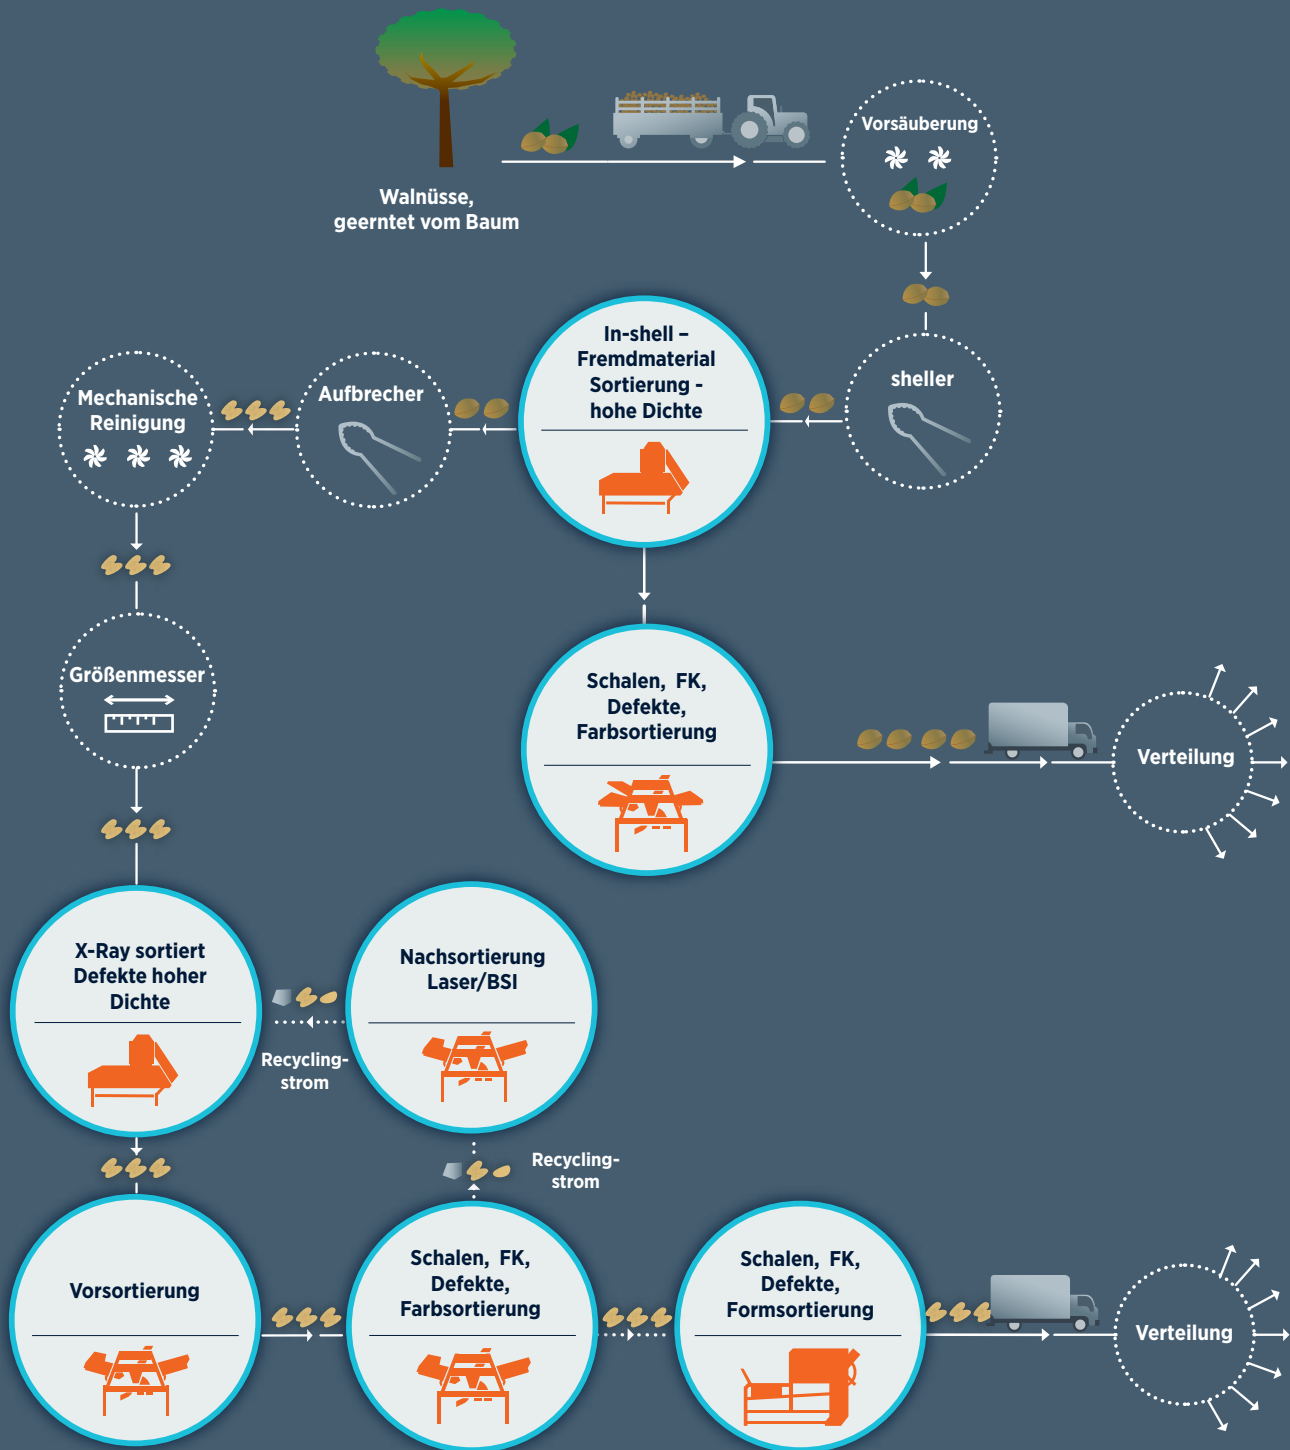 Vorsäuberung
Walnüsse,
geerntet vom Baum
In-shell –
Fremdmaterial
Sortierung -
hohe Dichte
sheller
Aufbrecher
Mechanische
Reinigung
Größenmesser
Schalen, FK,
Defekte,
Farbsortierung
Verteilung
X-Ray sortiert
Defekte hoher
Dichte
Nachsortierung
Laser/BSI
Recycling-
strom
Recycling-
strom
Vorsortierung
Schalen, FK,
Defekte,
Farbsortierung
Schalen, FK,
Defekte,
Formsortierung
Verteilung